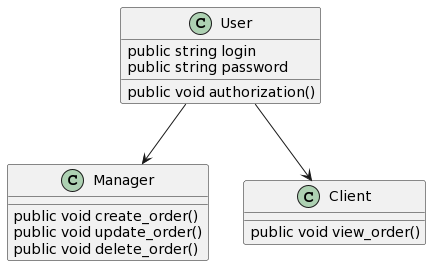 C User
public string login
public string password
public void authorization()
C Manager
public void create_order()
public void update_order()
public void delete_order()
C Client
public void view_order()